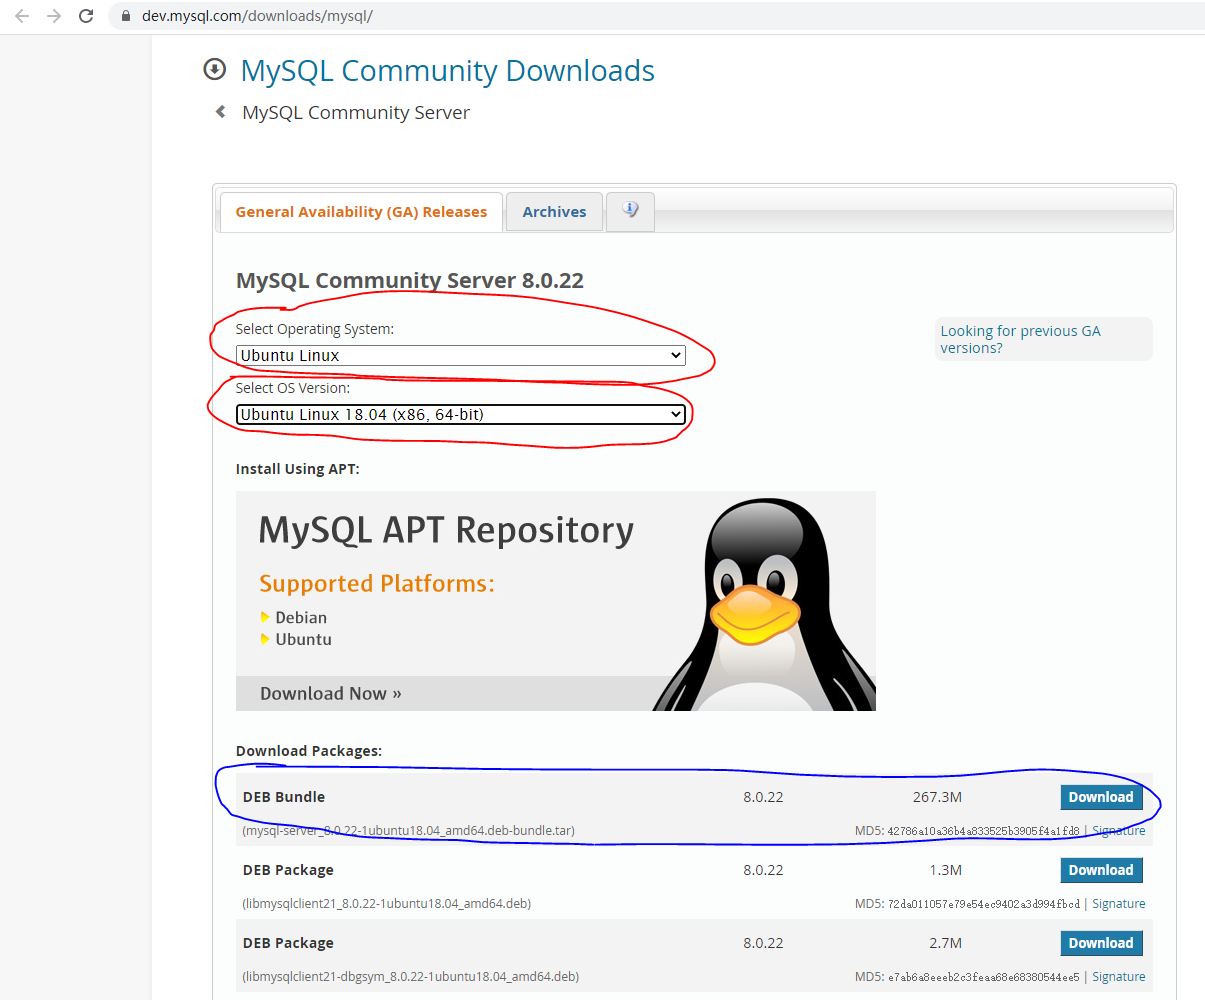 dev.mysql.com/downloads/mysql/
MySQL Community Downloads
MySQL Community Server
General Availability (GA) Releases Archives
MySQL Community Server 8.0.22
Select Operating System:
Ubuntu Linux
Looking for previous GA
versions?
Select OS Version:
Ubuntu Linux 18.04 (x86, 64-bit)
Install Using APT:
MySQL APT Repository
Supported Platforms:
Debian
Ubuntu
Download Now »
Download Packages:
DEB Bundle 8.0.22 267.3M Download
(mysql-server_8.0.22-1ubuntu18.04_amd64.deb-bundle.tar) MD5: 42786a10a36b4a833525b3905f4a1fd8 | Signature
DEB Package 8.0.22 1.3M Download
(libmysqlclient21_8.0.22-1ubuntu18.04_amd64.deb) MD5: 72da011057e79e54ec9402a3d994fbcd | Signature
DEB Package 8.0.22 2.7M Download
(libmysqlclient21-dbgsym_8.0.22-1ubuntu18.04_amd64.deb) MD5: e7ab6a8eeeb2c3feaa68e68380544ee5 | Signature